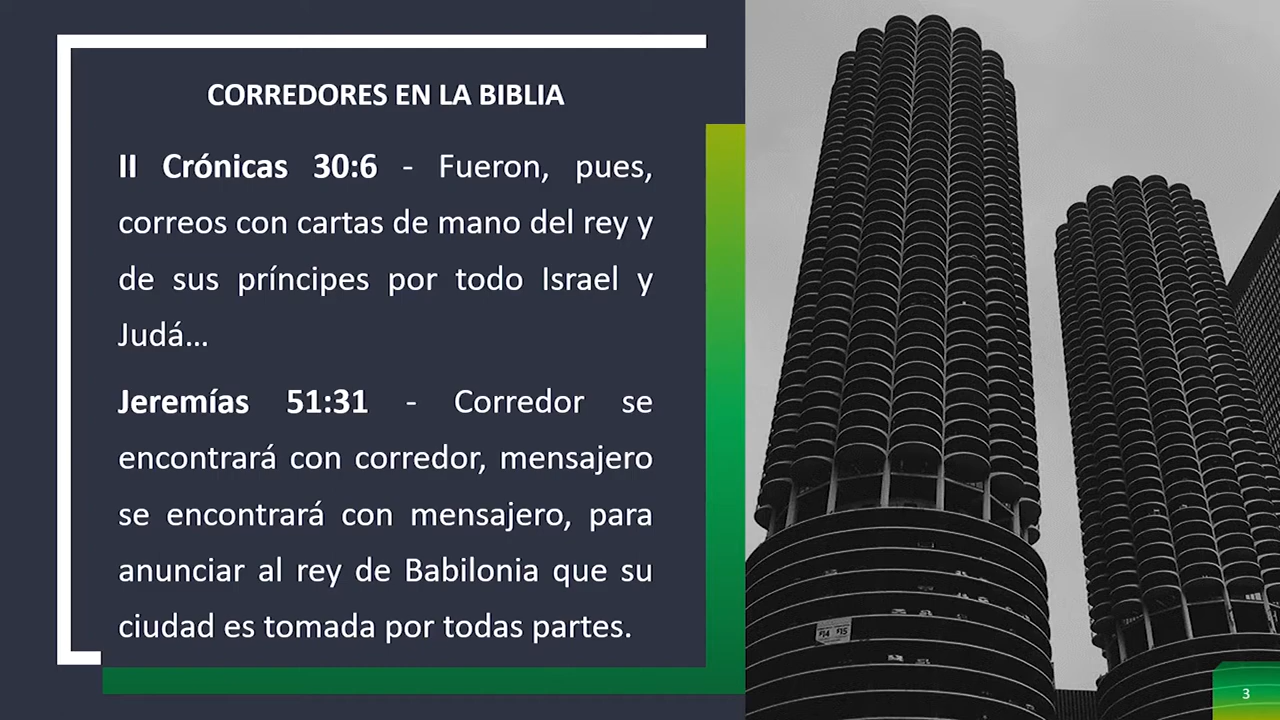 CORREDORES EN LA BIBLIA
II Crónicas 30:6 - Fueron, pues,
correos con cartas de mano del rey y
de sus príncipes por todo Israel y
Judá...
Jeremías 51:31 - Corredor se
encontrará con corredor, mensajero
se encontrará con mensajero, para
anunciar al rey de Babilonia que su
ciudad es tomada por todas partes.
3